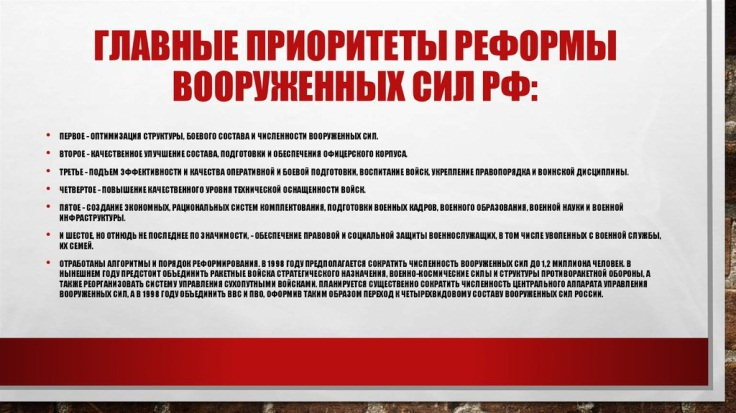 ГЛАВНЫЕ ПРИОРИТЕТЫ РЕФОРМЫ
ВООРУЖЕННЫХ СИЛ РФ:
• ПЕРВОЕ - ОПТИМИЗАЦИЯ СТРУКТУРЫ, БОЕВОГО СОСТАВА И ЧИСЛЕННОСТИ ВООРУЖЕННЫХ СИЛ.
• ВТОРОЕ - КАЧЕСТВЕННОЕ УЛУЧШЕНИЕ СОСТАВА, ПОДГОТОВКИ И ОБЕСПЕЧЕНИЯ ОФИЦЕРСКОГО КОРПУСА.
• ТРЕТЬЕ - ПОДЪЕМ ЭФФЕКТИВНОСТИ И КАЧЕСТВА ОПЕРАТИВНОЙ И БОЕВОЙ ПОДГОТОВКИ, ВОСПИТАНИЕ ВОЙСК, УКРЕПЛЕНИЕ ПРАВОПОРЯДКА И ВОИНСКОЙ ДИСЦИПЛИНЫ.
• ЧЕТВЕРТОЕ - ПОВЫШЕНИЕ КАЧЕСТВЕННОГО УРОВНЯ ТЕХНИЧЕСКОЙ ОСНАЩЕННОСТИ ВОЙСК.
• ПЯТОЕ - СОЗДАНИЕ ЭКОНОМНЫХ, РАЦИОНАЛЬНЫХ СИСТЕМ КОМПЛЕКТОВАНИЯ, ПОДГОТОВКИ ВОЕННЫХ КАДРОВ, ВОЕННОГО ОБРАЗОВАНИЯ, ВОЕННОЙ НАУКИ И ВОЕННОЙ
ИНФРАСТРУКТУРЫ.
• И ШЕСТОЕ, НО ОТНЮДЬ НЕ ПОСЛЕДНЕЕ ПО ЗНАЧИМОСТИ, - ОБЕСПЕЧЕНИЕ ПРАВОВОЙ И СОЦИАЛЬНОЙ ЗАЩИТЫ ВОЕННОСЛУЖАЩИХ, В ТОМ ЧИСЛЕ УВОЛЕННЫХ С ВОЕННОЙ СЛУЖБЫ,
ИХ СЕМЕЙ.
• ОТРАБОТАНЫ АЛГОРИТМЫ И ПОРЯДОК РЕФОРМИРОВАНИЯ. В 1998 ГОДУ ПРЕДПОЛАГАЕТСЯ СОКРАТИТЬ ЧИСЛЕННОСТЬ ВООРУЖЕННЫХ СИЛ ДО 1,2 МИЛЛИОНА ЧЕЛОВЕК. В
НЫНЕШНЕМ ГОДУ ПРЕДСТОИТ ОБЪЕДИНИТЬ РАКЕТНЫЕ ВОЙСКА СТРАТЕГИЧЕСКОГО НАЗНАЧЕНИЯ, ВОЕННО-КОСМИЧЕСКИЕ СИЛЫ И СТРУКТУРЫ ПРОТИВОРАКЕТНОЙ ОБОРОНЫ, А
ТАКЖЕ РЕОРГАНИЗОВАТЬ СИСТЕМУ УПРАВЛЕНИЯ СУХОПУТНЫМИ ВОЙСКАМИ. ПЛАНИРУЕТСЯ СУЩЕСТВЕННО СОКРАТИТЬ ЧИСЛЕННОСТЬ ЦЕНТРАЛЬНОГО АППАРАТА УПРАВЛЕНИЯ
ВООРУЖЕННЫХ СИЛ, А В 1998 ГОДУ ОБЪЕДИНИТЬ ВВС И ПВО, ОФОРМИВ ТАКИМ ОБРАЗОМ ПЕРЕХОД К ЧЕТЫРЕХВИДОВОМУ СОСТАВУ ВООРУЖЕННЫХ СИЛ РОССИИ.